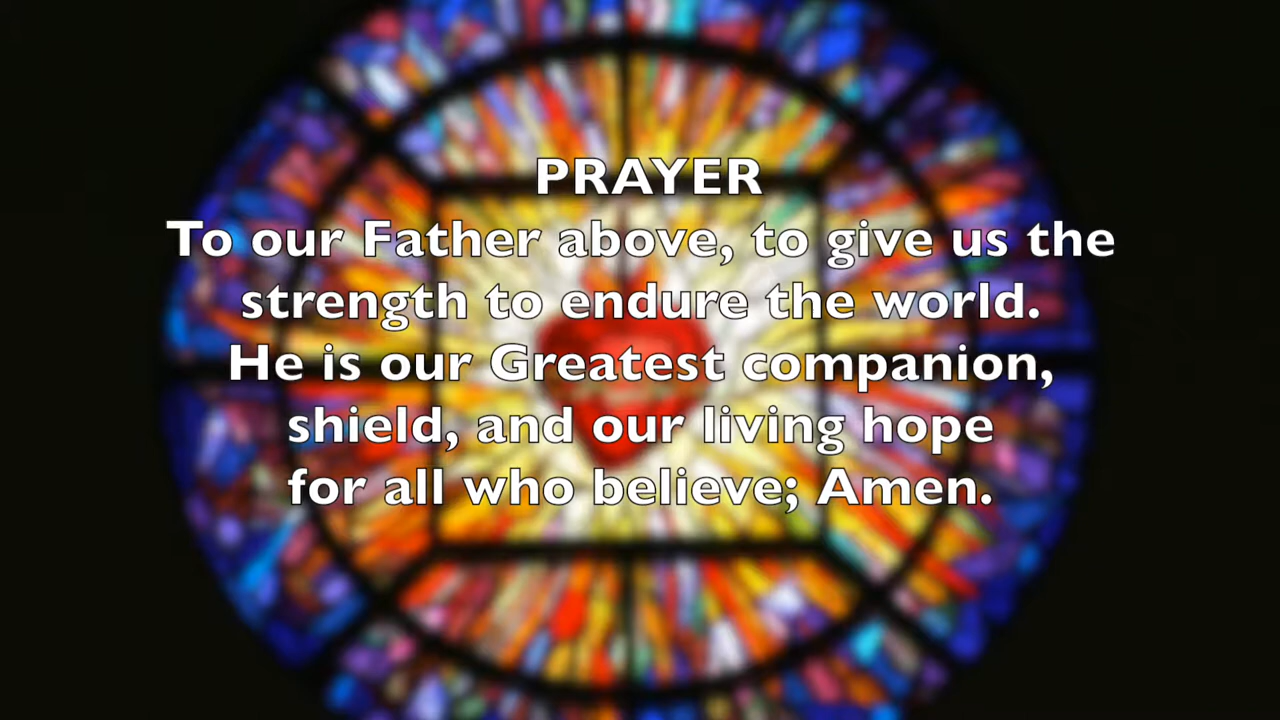 PRAYER
To our Father above, to give us the
strength to endure the world.
He is our Greatest companion,
shield, and our living hope
for all who believe; Amen.